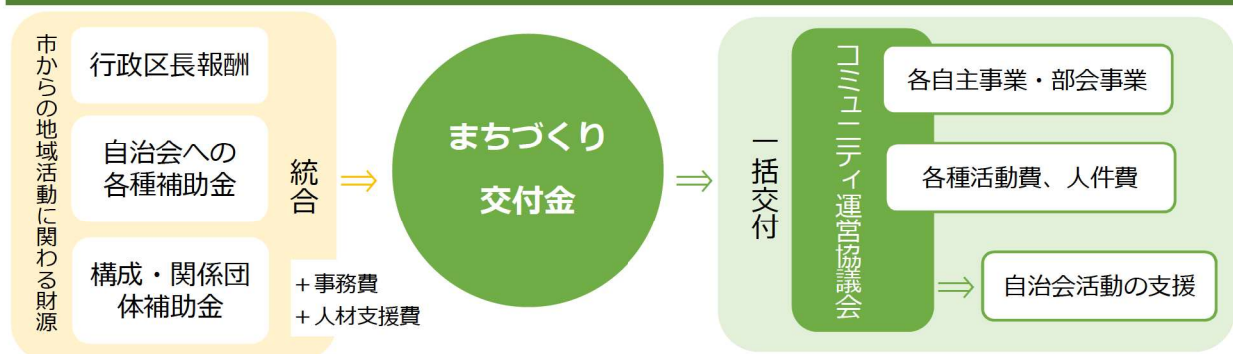 市からの地域活動に関わる財源
行政区長報酬
自治会への
各種補助金
構成・関係団
体補助金
統合
＋事務費
＋人材支援費
⇒
まちづくり
交付金
⇒
一括交付
コミュニティ運営協議会
各自主事業・部会事業
各種活動費、人件費
⇒
自治会活動の支援